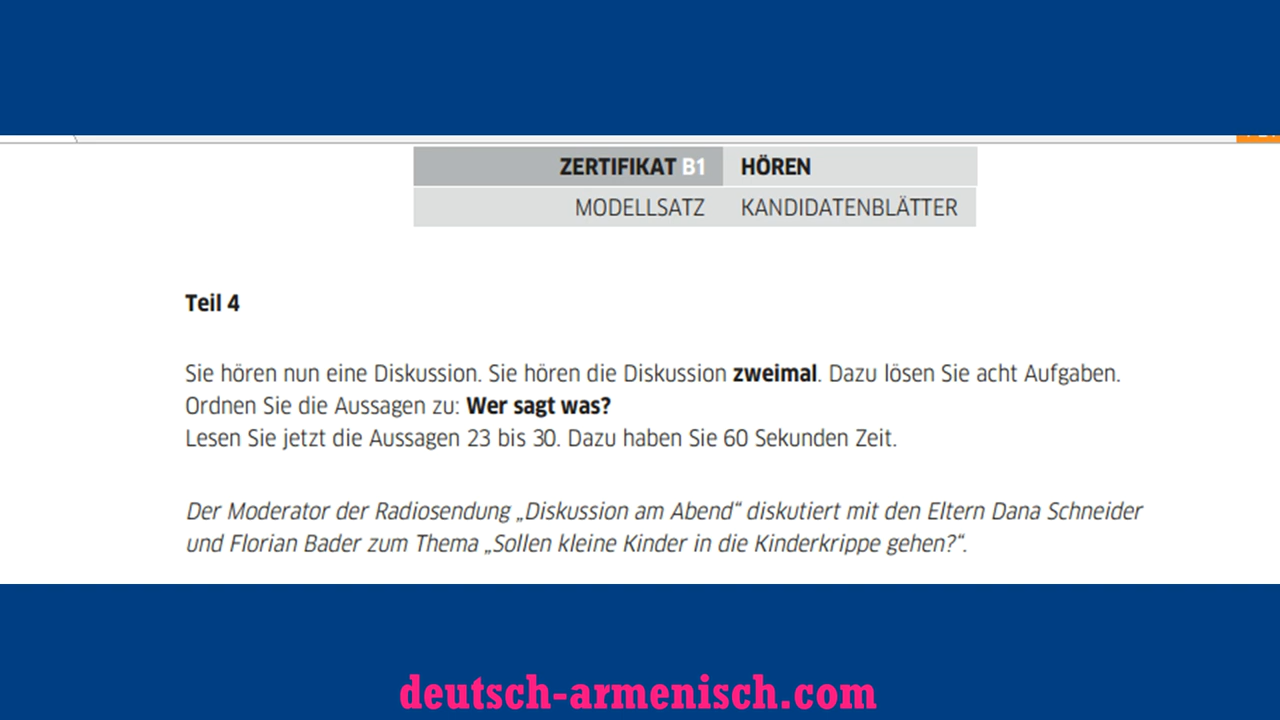 ZERTIFIKAT B1 HÖREN
MODELLSATZ KANDIDATENBLÄTTER
Teil 4
Sie hören nun eine Diskussion. Sie hören die Diskussion zweimal. Dazu lösen Sie acht Aufgaben.
Ordnen Sie die Aussagen zu: Wer sagt was?
Lesen Sie jetzt die Aussagen 23 bis 30. Dazu haben Sie 60 Sekunden Zeit.
Der Moderator der Radiosendung „Diskussion am Abend“ diskutiert mit den Eltern Dana Schneider
und Florian Bader zum Thema „Sollen kleine Kinder in die Kinderkrippe gehen?“.
deutsch-armenisch.com